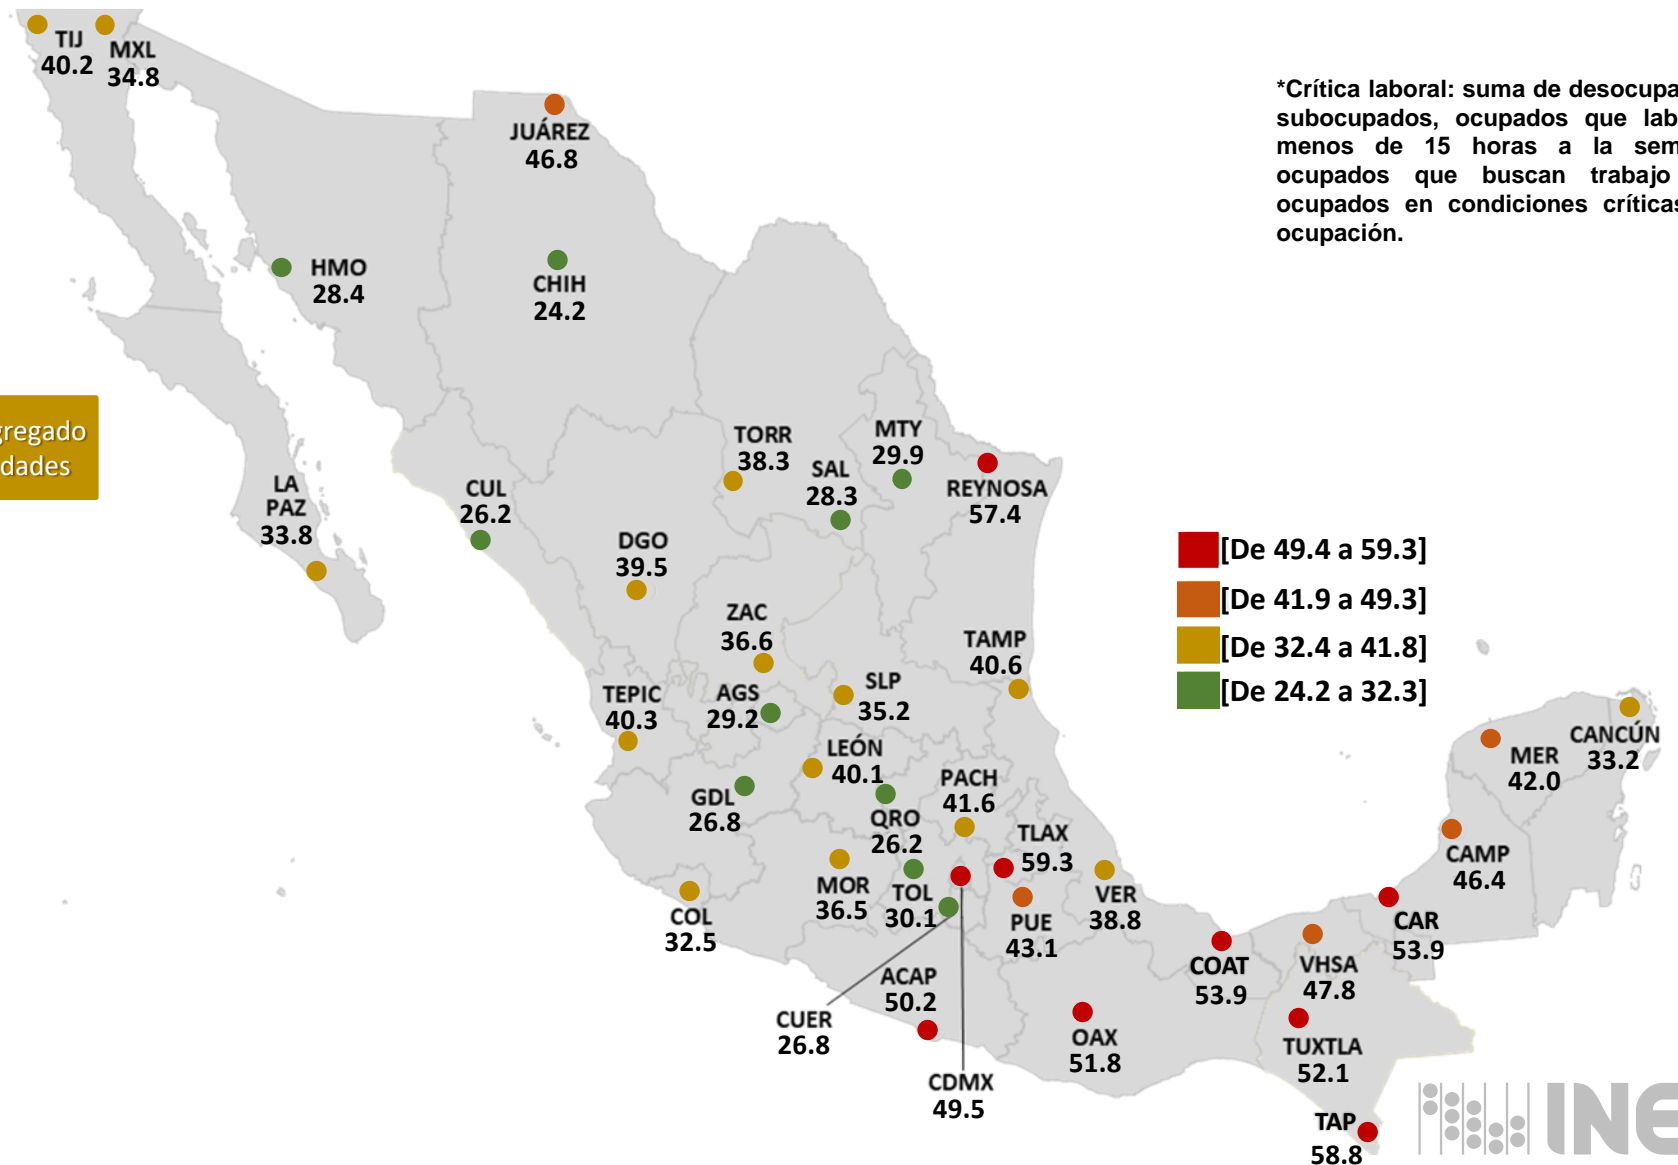 TIJ
40.2
MXL
34.8
*Crítica laboral: suma de
subocupados, ocupados que
menos de 15 horas a la
ocupados que buscan trabajo
ocupados en condiciones
ocupación.
JUÁREZ
46.8
HMO
28.4
CHIH
24.2
LA
PAZ
33.8
CUL
26.2
TORR
38.3
SAL
28.3
MTY
29.9
REYNOSA
57.4
DGO
39.5
[De 49.4 a 59.3]
[De 41.9 a 49.3]
[De 32.4 a 41.8]
[De 24.2 a 32.3]
ZAC
36.6
TAMP
40.6
TEPIC
40.3
AGS
29.2
SLP
35.2
LEÓN
40.1
GDL
26.8
PACH
41.6
QRO
26.2
TLAX
59.3
CANCÚN
33.2
MER
42.0
CAMP
46.4
MOR
36.5
TOL
30.1
COL
32.5
PUE
43.1
VER
38.8
CAR
53.9
COAT
53.9
VHSA
47.8
ACAP
50.2
CUER
26.8
OAX
51.8
TUXTLA
52.1
CDMX
49.5
TAP
58.8